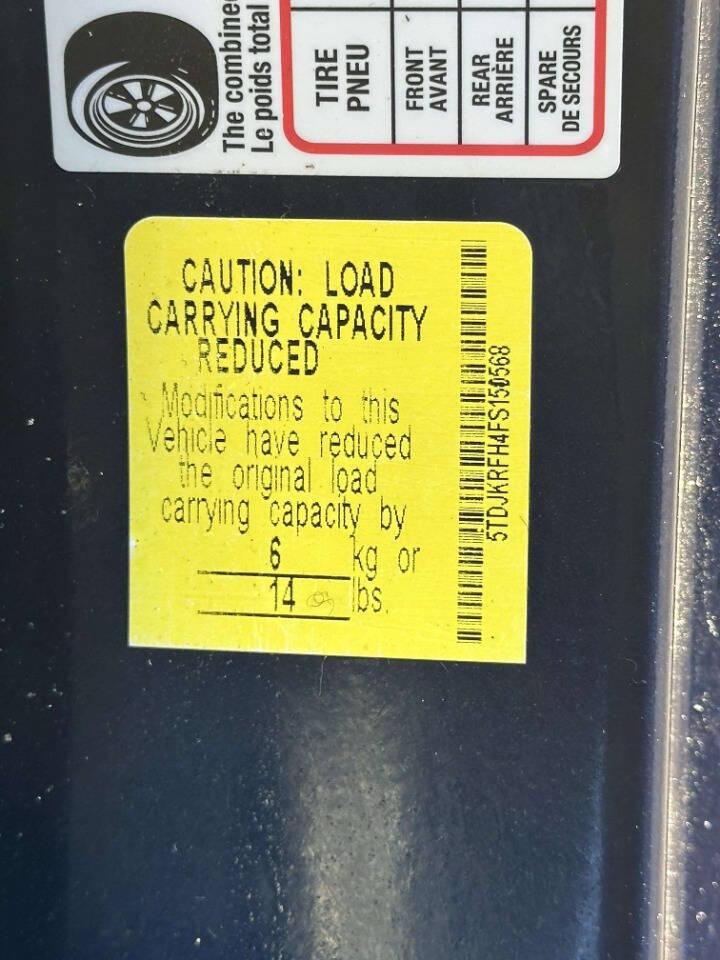 The combined
Le poids total
TIRE
PNEU
FRONT
AVANT
REAR
ARRIÈRE
SPARE
DE SECOURS
CAUTION: LOAD
CARRYING CAPACITY
REDUCED
Modifications to this
Vehicle have reduced
the original load
carrying capacity by
6 kg or
14 lbs.
5TDJKRFH4FS150568